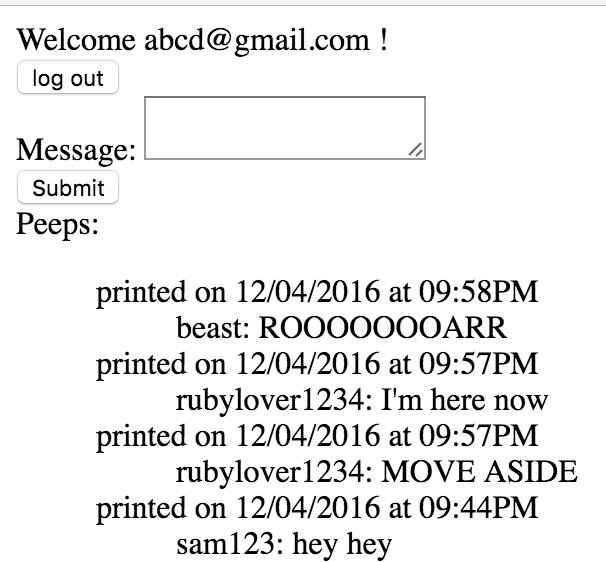 Welcome abcd@gmail.com !
log out
Message:
Submit
Peeps:
printed on 12/04/2016 at 09:58PM
beast: ROOOOOOOARR
printed on 12/04/2016 at 09:57PM
rubylover1234: I'm here now
printed on 12/04/2016 at 09:57PM
rubylover1234: MOVE ASIDE
printed on 12/04/2016 at 09:44PM
sam123: hey hey